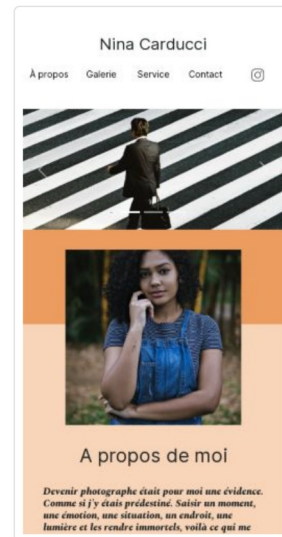 Nina Carducci
À propos Galerie Service Contact
A propos de moi
Devenir photographe était pour moi une évidence.
Comme si j'y étais prédestiné. Saisir un moment,
une émotion, une situation, un endroit, une
lumière et les rendre immortels, voilà ce qui me